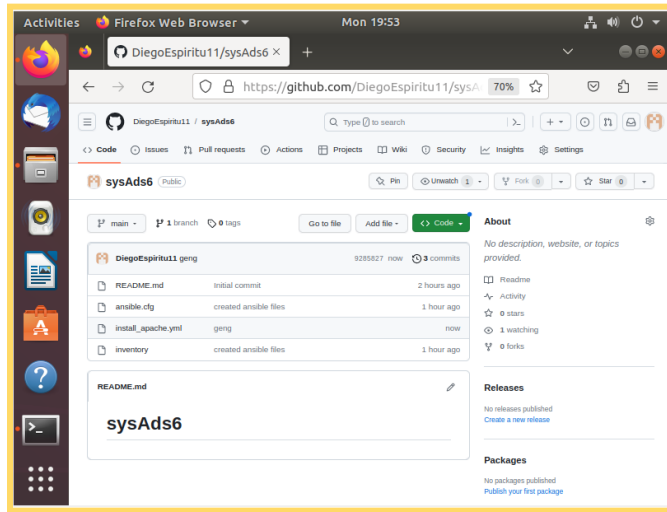 Activities Firefox Web Browser Mon 19:53
DiegoEspiritu11/sysAds6 × +
https://github.com/DiegoEspiritu11/sysA 70%
DiegoEspiritu11 / sysAds6 Type / to search
Code Issues Pull requests Actions Projects Wiki Security Insights Settings
sysAds6 Public Pin Unwatch 1 Fork 0 Star 0
main 1 branch 0 tags Go to file Add file Code
DiegoEspiritu11 geng 9285827 now 3 commits
README.md Initial commit 2 hours ago
ansible.cfg created ansible files 1 hour ago
install_apache.yml geng now
inventory created ansible files 1 hour ago
README.md
sysAds6
About
No description, website, or topics
provided.
Readme
Activity
0 stars
1 watching
0 forks
Releases
No releases published
Create a new release
Packages
No packages published
Publish your first package